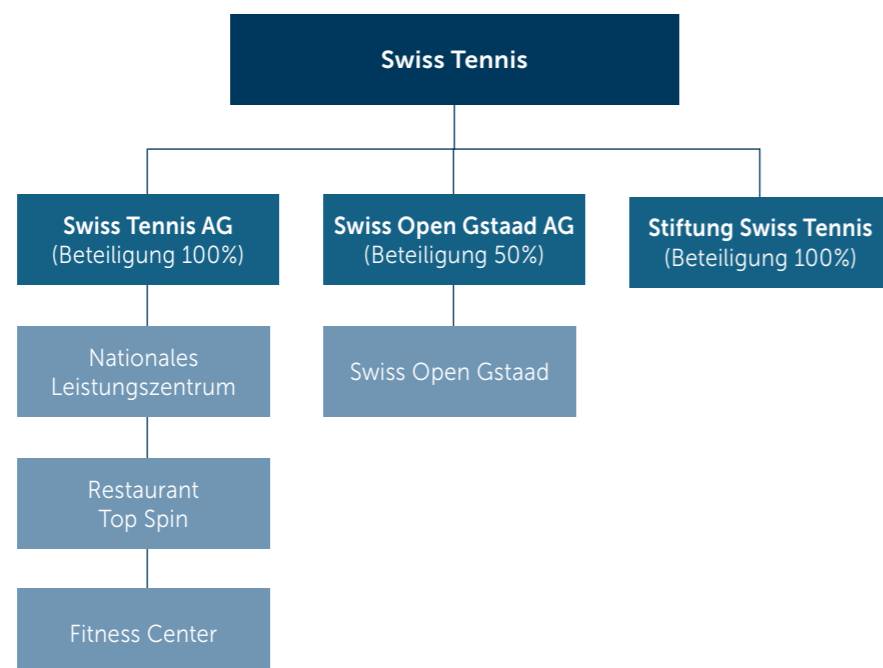 Swiss Tennis
Swiss Tennis AG
(Beteiligung 100%)
Swiss Open Gstaad AG
(Beteiligung 50%)
Stiftung Swiss Tennis
(Beteiligung 100%)
Nationales
Leistungszentrum
Swiss Open Gstaad
Restaurant
Top Spin
Fitness Center